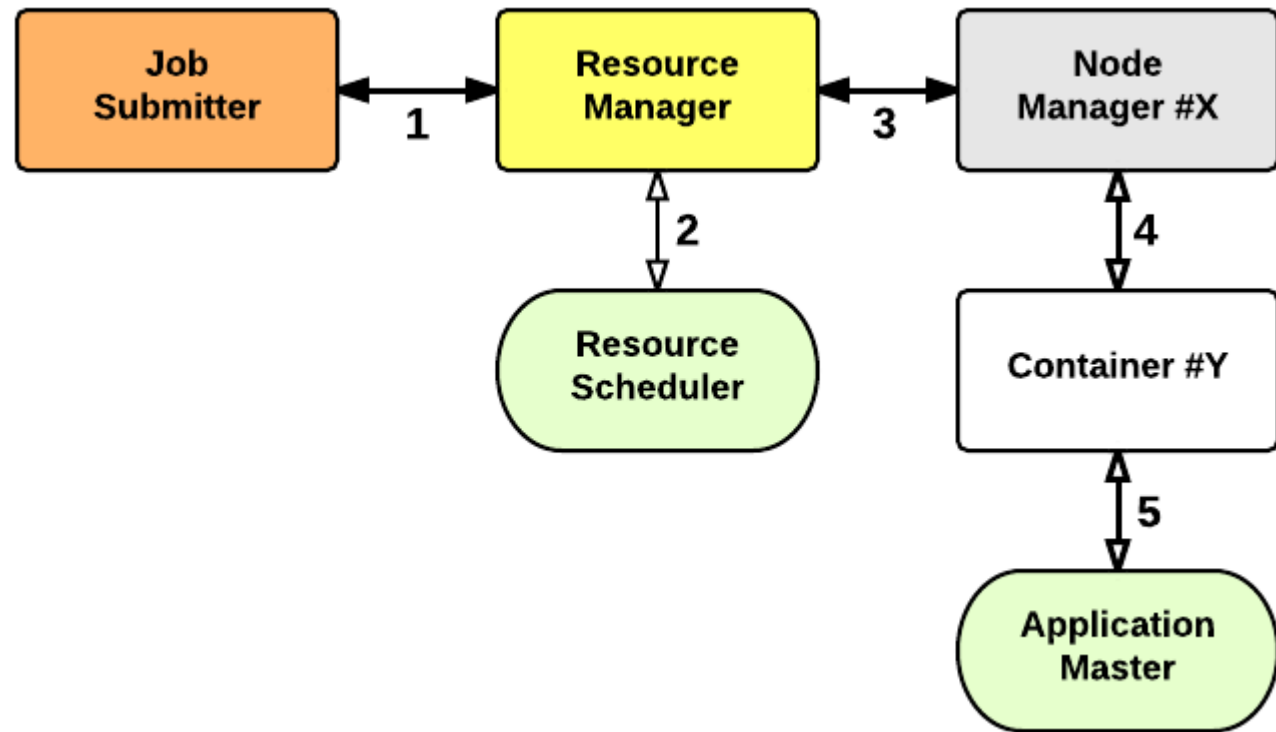 Job
Submitter
1
Resource
Manager
3
Node
Manager #X
2
4
Resource
Scheduler
Container #Y
5
Application
Master